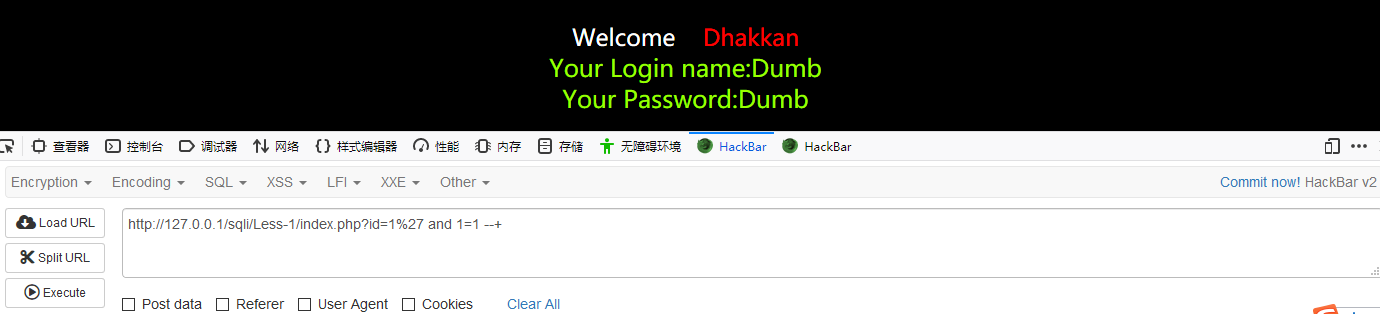 Welcome Dhakkan
Your Login name:Dumb
Your Password:Dumb
查看器 控制台 调试器 网络 样式编辑器 性能 内存 存储 无障碍环境 HackBar HackBar
Encryption Encoding SQL XSS LFI XXE Other Commit now! HackBar v2
Load URL http://127.0.0.1/sqli/Less-1/index.php?id=1%27 and 1=1 --+
Split URL
Execute
Post data Referer User Agent Cookies Clear All